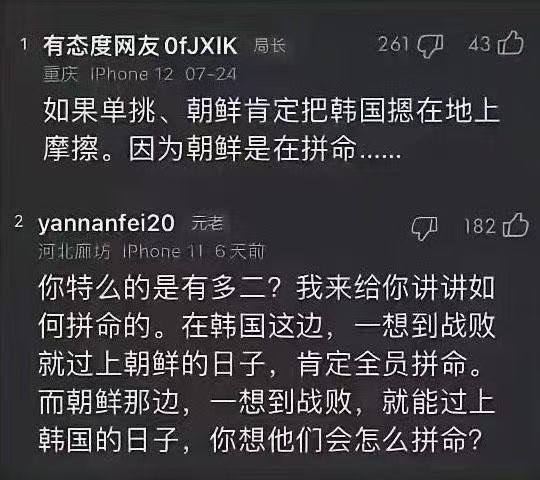 1 有态度网友0fJXIK 局长 261 43
重庆 iPhone 12 07-24
如果单挑、朝鲜肯定把韩国摁在地上
摩擦。因为朝鲜是在拼命......
2 yannanfei20 元老 182
河北廊坊 iPhone 11 6天前
你特么的是有多二？我来给你讲讲如
何拼命的。在韩国这边，一想到战败
就过上朝鲜的日子，肯定全员拼命。
而朝鲜那边，一想到战败，就能过上
韩国的日子，你想他们会怎么拼命？